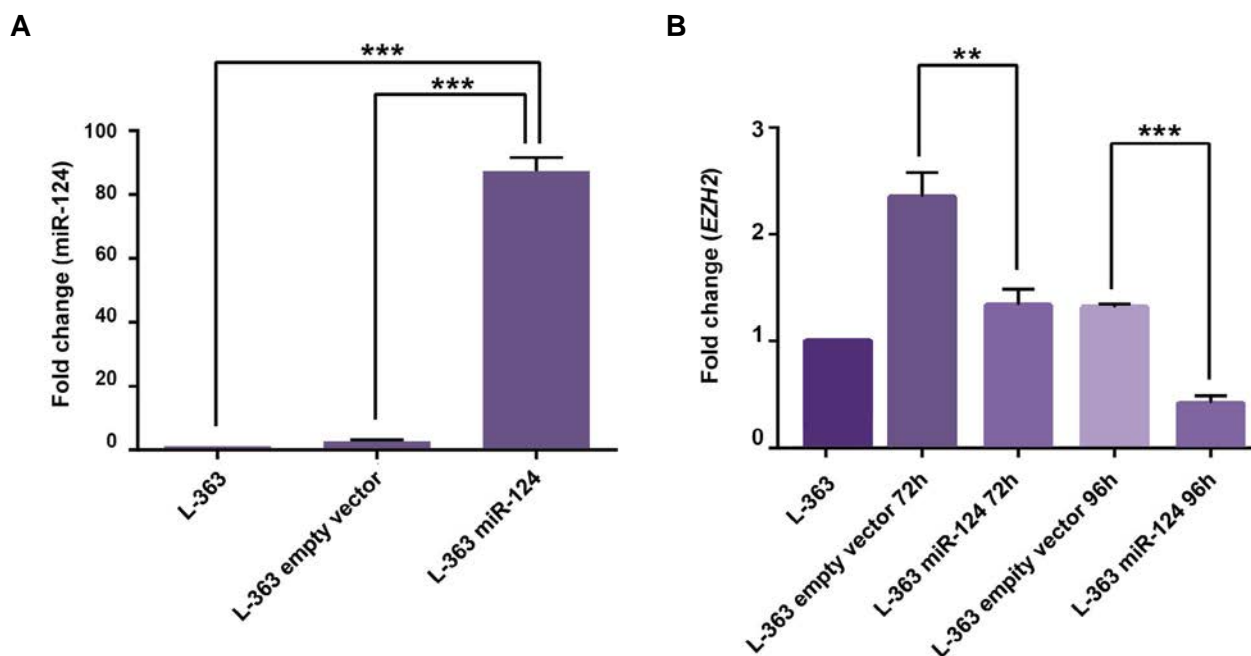 A
***
***
100
80
60
40
20
0
Fold change (miR-124)
L-363
L-363 empty vector
L-363 miR-124
B
**
***
3
2
1
0
Fold change (EZH2)
L-363
L-363 empty vector 72h
L-363 miR-124 72h
L-363 empity vector 96h
L-363 miR-124 96h